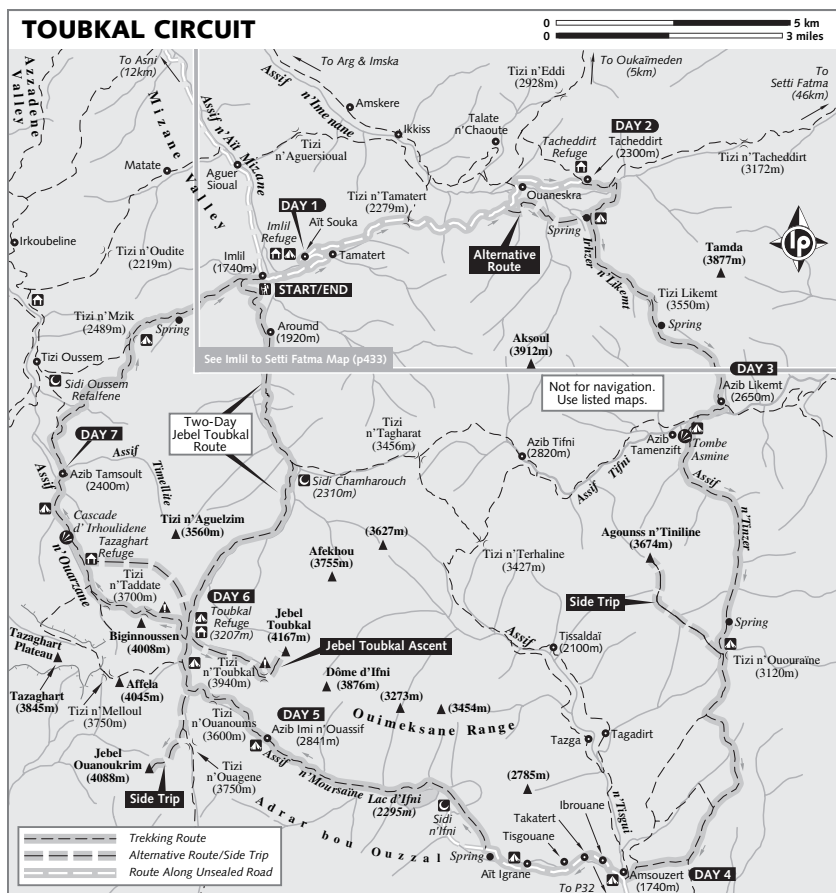 TOUBKAL CIRCUIT
0 5 km
0 3 miles
To Asni
(12km)
Azzadene
Valley
Mizane Valley
Assif n'Aït Mizane
Assif n'Imenane
To Arg & Imska
Amskere
Ikkiss
Tizi n'Eddi
(2928m)
To Oukaïmeden
(5km)
To
Setti Fatma
(46km)
Talate
n'Chaoute
Tizi
n'Aguersioual
DAY 2
Tacheddirt
Refuge
Tacheddirt
(2300m)
Tizi n'Tacheddirt
(3172m)
Matate
Aguer
Sioual
DAY 1
Aït Souka
Imlil
Refuge
Tizi n'Tamatert
(2279m)
Tamatert
Ouaneskra
Spring
Alternative
Route
Irhzer n'Likemt
Tamda
(3877m)
lp
Irkoubeline
Tizi n'Oudite
(2219m)
Imlil
(1740m)
START/END
Tizi n'Mzik
(2489m)
Spring
Aroumd
(1920m)
Tizi Likemt
(3550m)
Spring
Aksoul
(3912m)
See Imlil to Setti Fatma Map (p433)
Tizi Oussem
Sidi Oussem
Refalfene
Not for navigation.
Use listed maps.
DAY 3
Azib Likemt
(2650m)
Two-Day
Jebel Toubkal
Route
Tizi
n'Tagharat
(3456m)
Azib Tifni
(2820m)
Azib
Tamenzift
Tombe
Asmine
Assif Tifni
Assif n'Tinzer
DAY 7
Azib Tamsoult
(2400m)
Assif Timellite
Sidi Chamharouch
(2310m)
Assif n'Ouarzane
Cascade
d'Irhoulidene
Tazaghart
Refuge
Tizi n'Aguelzim
(3560m)
(3627m)
Afekhou
(3755m)
Agounss n'Tiniline
(3674m)
Tizi n'Terhaline
(3427m)
Tizi
n'Taddate
(3700m)
DAY 6
Toubkal
Refuge
(3207m)
Jebel
Toubkal
(4167m)
Side Trip
Biginnoussen
(4008m)
Jebel Toubkal Ascent
Assif n'Tisgui
Tissaldaï
(2100m)
Spring
Tazaghart
Plateau
Tazaghart
(3845m)
Affela
(4045m)
Tizi n'Melloul
(3750m)
Tizi
n'Toubkal
(3940m)
Dôme d'Ifni
(3876m)
(3273m)
(3454m)
Tizi n'Ououraïne
(3120m)
Tizi
n'Ouanoums
(3600m)
DAY 5
Azib Imi n'Ouassif
(2841m)
Ouimeksane Range
Tazga
Tagadirt
Jebel
Ouanoukrim
(4088m)
Side Trip
Tizi
n'Ouagene
(3750m)
Assif n'Moursaïne
Lac d'Ifni
(2295m)
(2785m)
Adrar bou Ouzzal
Sidi
n'Ifni
Ibrouane
Takatert
Tisgouane
Spring
Aït Igrane
Amsouzert
(1740m)
DAY 4
To P32
Trekking Route
Alternative Route/Side Trip
Route Along Unsealed Road